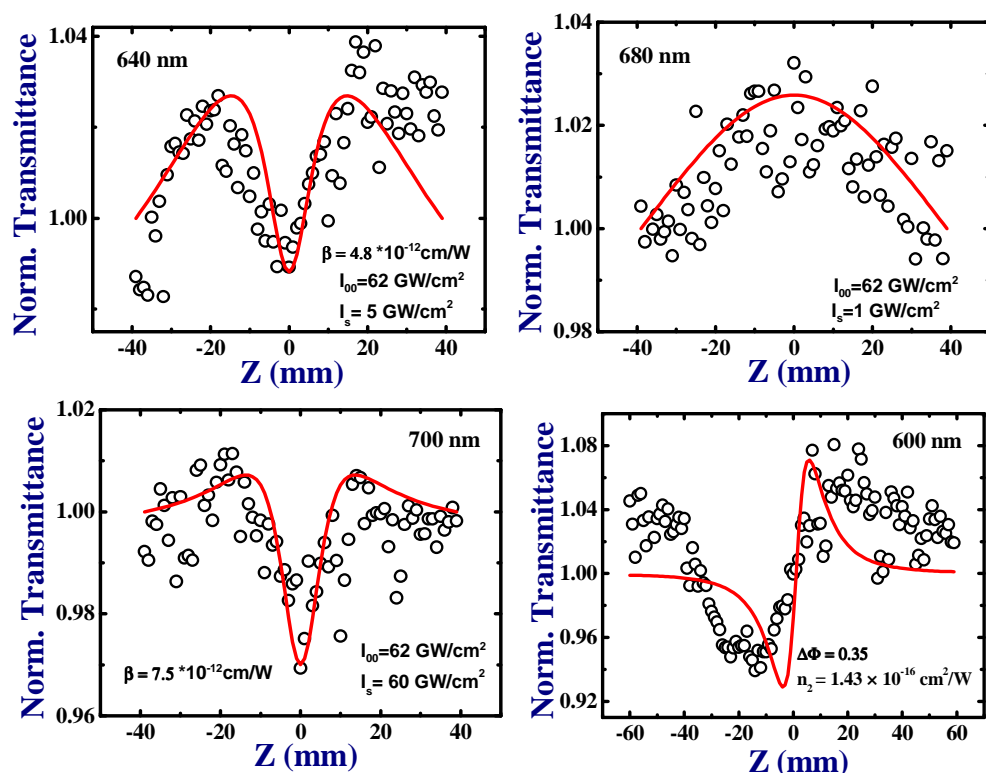 640 nm
Norm. Transmittance
1.04
1.00
β = 4.8 *10⁻¹²cm/W
I₀₀=62 GW/cm²
Iₛ= 5 GW/cm²
-40 -20 0 20 40
Z (mm)
680 nm
Norm. Transmittance
1.04
1.02
1.00
0.98
I₀₀=62 GW/cm²
Iₛ=1 GW/cm²
-40 -20 0 20 40
Z (mm)
700 nm
Norm. Transmittance
1.02
1.00
0.98
0.96
β = 7.5 *10⁻¹²cm/W
I₀₀=62 GW/cm²
Iₛ= 60 GW/cm²
-40 -20 0 20 40
Z (mm)
600 nm
Norm. Transmittance
1.08
1.04
1.00
0.96
0.92
ΔΦ = 0.35
n₂ = 1.43 × 10⁻¹⁶ cm²/W
-60 -40 -20 0 20 40 60
Z (mm)